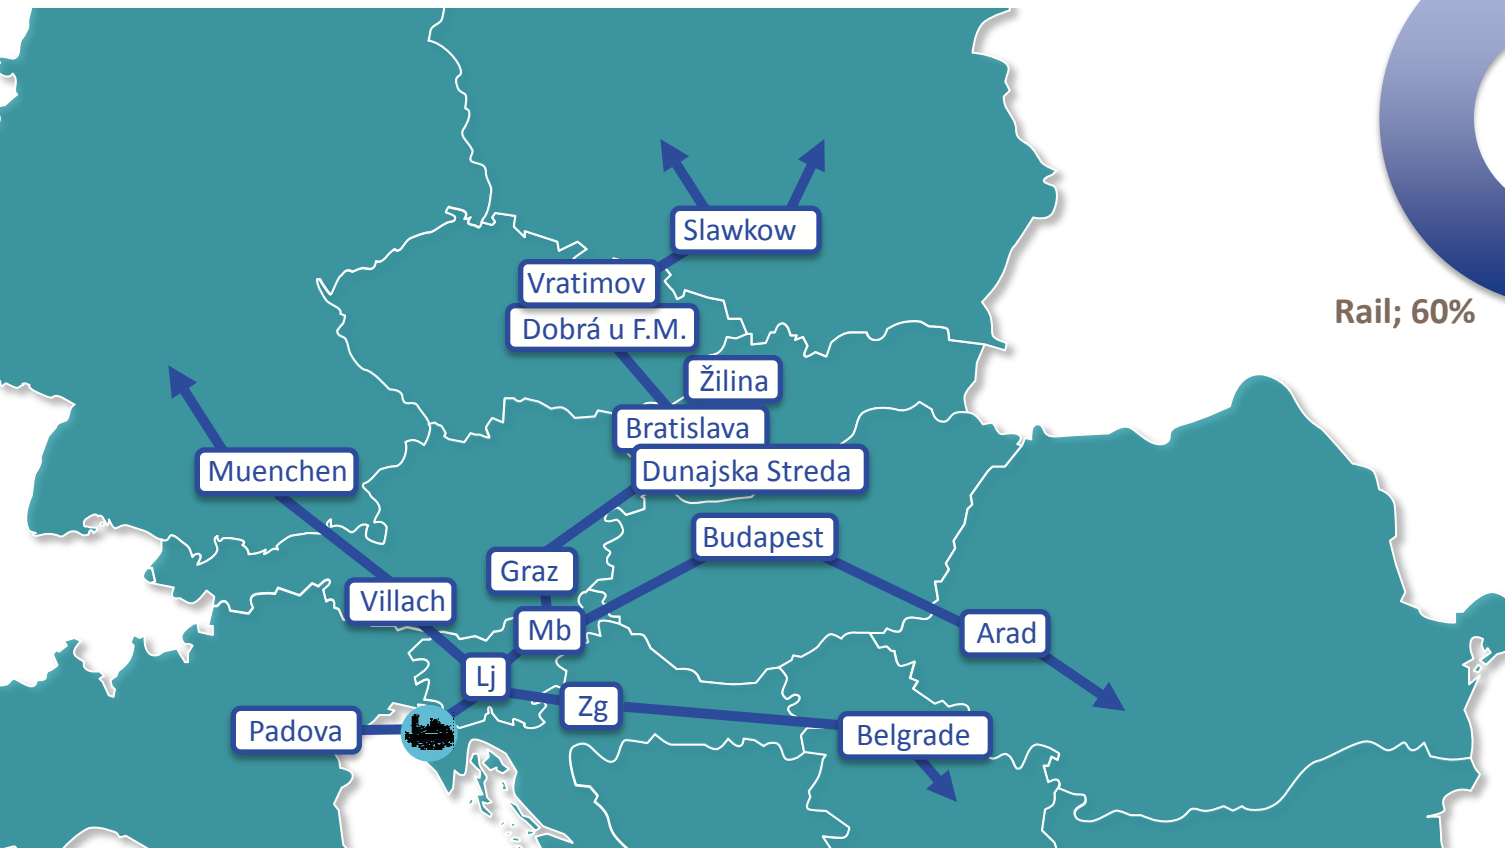 Slawkow
Vratimov
Dobrá u F.M.
Rail; 60%
Žilina
Bratislava
Muenchen
Dunajska Streda
Budapest
Graz
Villach
Mb
Arad
Lj
Zg
Padova
Belgrade